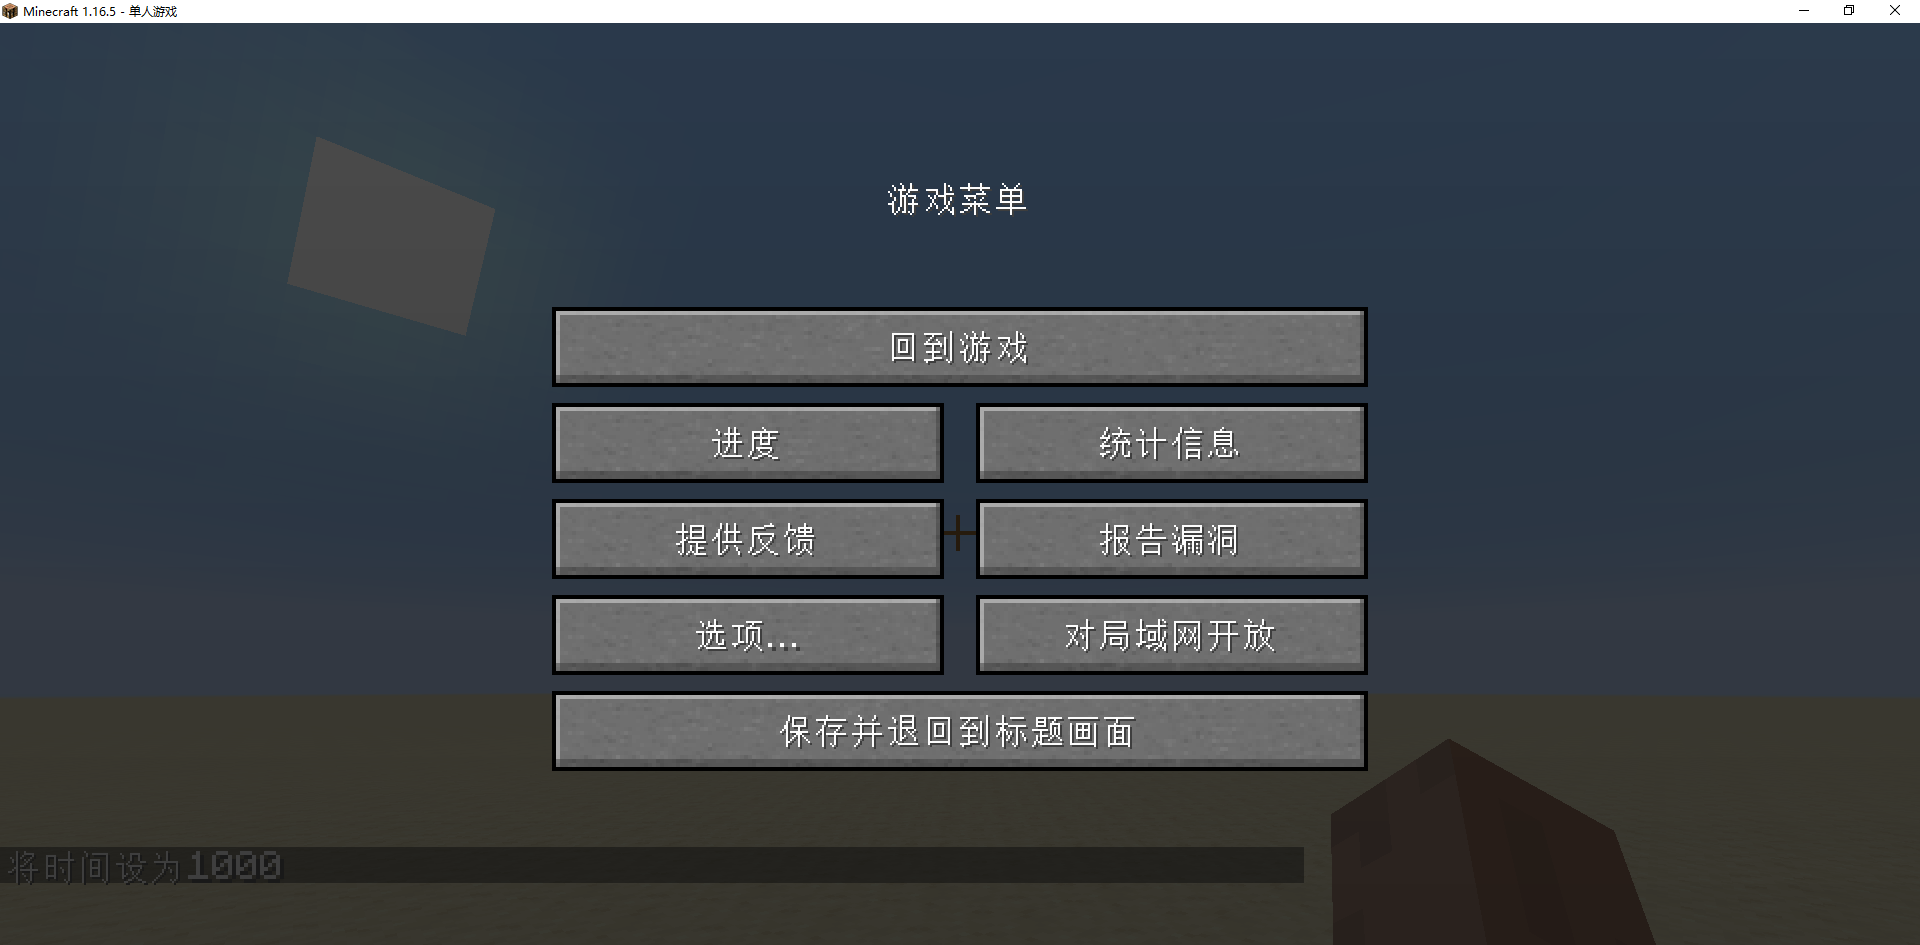 Minecraft 1.16.5 - 单人游戏
游戏菜单
回到游戏
进度
统计信息
提供反馈
报告漏洞
选项...
对局域网开放
保存并退回到标题画面
将时间设为1000